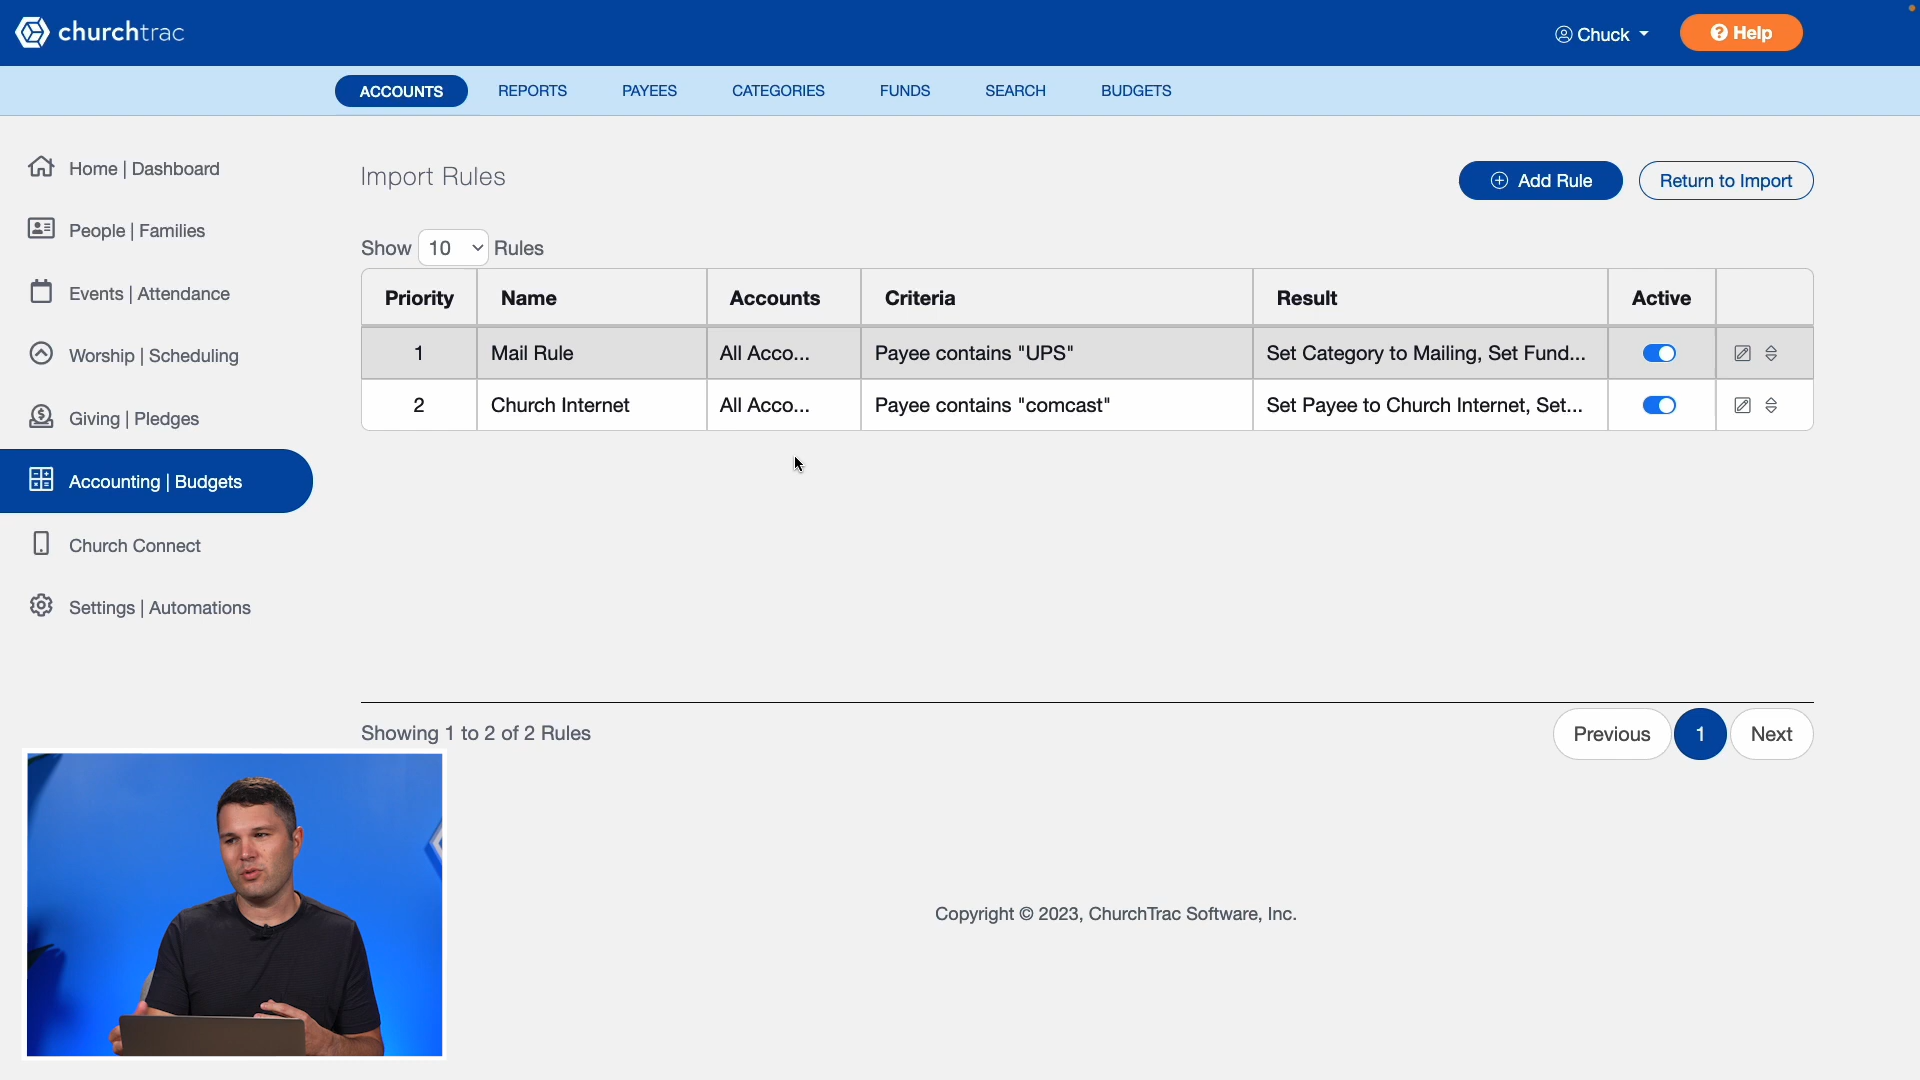 churchtrac
Chuck
Help
ACCOUNTS REPORTS PAYEES CATEGORIES FUNDS SEARCH BUDGETS
Home | Dashboard
People | Families
Events | Attendance
Worship | Scheduling
Giving | Pledges
Accounting | Budgets
Church Connect
Settings | Automations
Import Rules
Add Rule
Return to Import
Show 10 Rules
Priority Name Accounts Criteria Result Active
1 Mail Rule All Acco... Payee contains "UPS" Set Category to Mailing, Set Fund...
2 Church Internet All Acco... Payee contains "comcast" Set Payee to Church Internet, Set...
Showing 1 to 2 of 2 Rules
Previous 1 Next
Copyright © 2023, ChurchTrac Software, Inc.